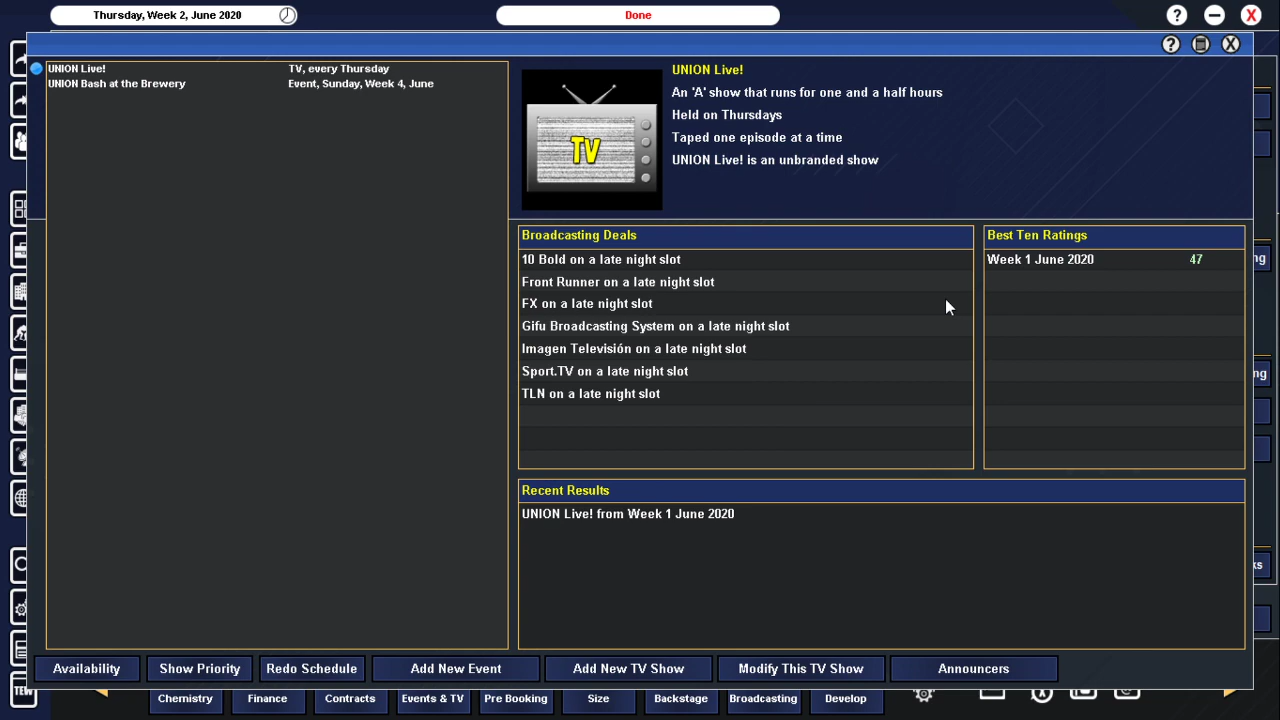 Thursday, Week 2, June 2020
Done
UNION Live! TV, every Thursday
UNION Bash at the Brewery Event, Sunday, Week 4, June
TV
UNION Live!
An 'A' show that runs for one and a half hours
Held on Thursdays
Taped one episode at a time
UNION Live! is an unbranded show
Broadcasting Deals
10 Bold on a late night slot
Front Runner on a late night slot
FX on a late night slot
Gifu Broadcasting System on a late night slot
Imagen Televisión on a late night slot
Sport.TV on a late night slot
TLN on a late night slot
Best Ten Ratings
Week 1 June 2020 47
Recent Results
UNION Live! from Week 1 June 2020
Availability Show Priority Redo Schedule Add New Event Add New TV Show Modify This TV Show Announcers
TEW Chemistry Finance Contracts Events & TV Pre Booking Size Backstage Broadcasting Develop